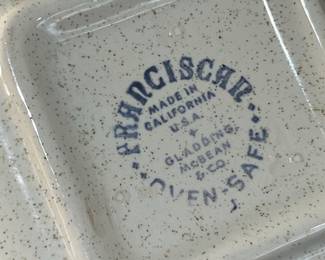 FRANCISCAN
MADE IN
CALIFORNIA
U.S.A.
+
GLADDING,
McBEAN
& CO.
OVEN-SAFE